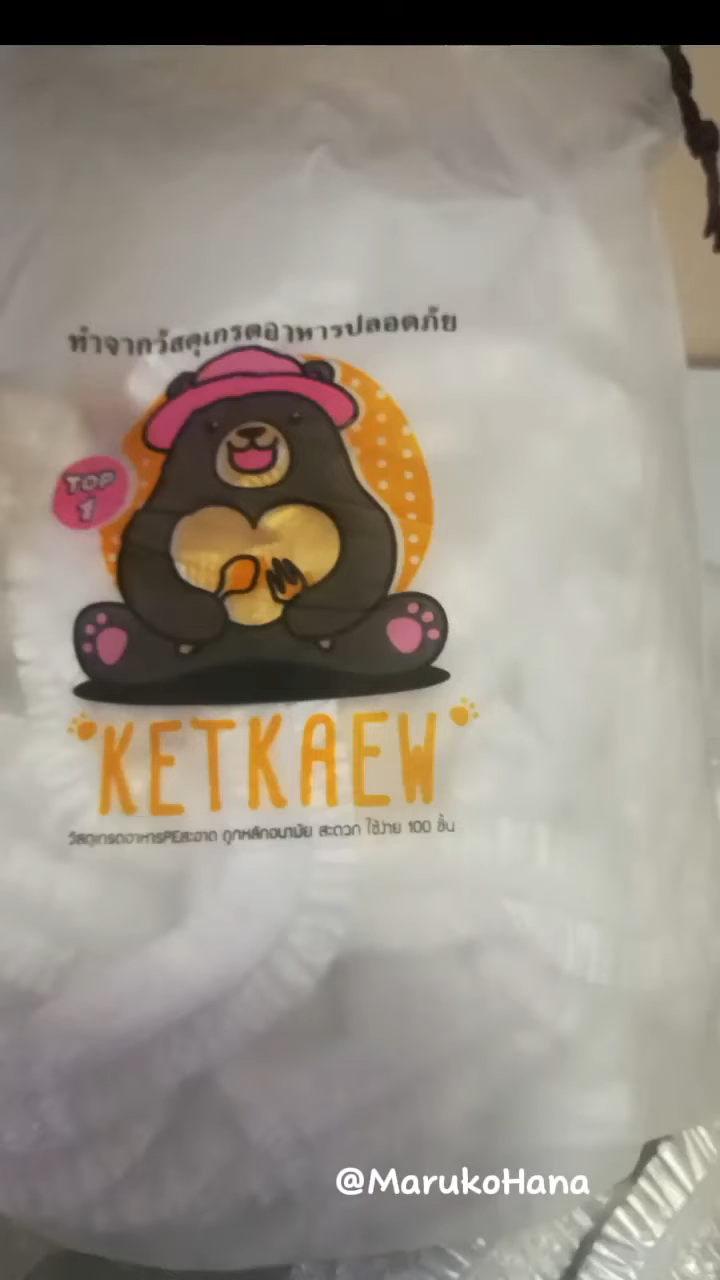 ทำจากวัสดุเกรดอาหารปลอดภัย
TOP
1
KETKAEW
วัสดุเกรดอาหารPEสะอาด ถูกหลักอนามัย สะดวก ใช้ง่าย 100 ชิ้น
@MarukoHana